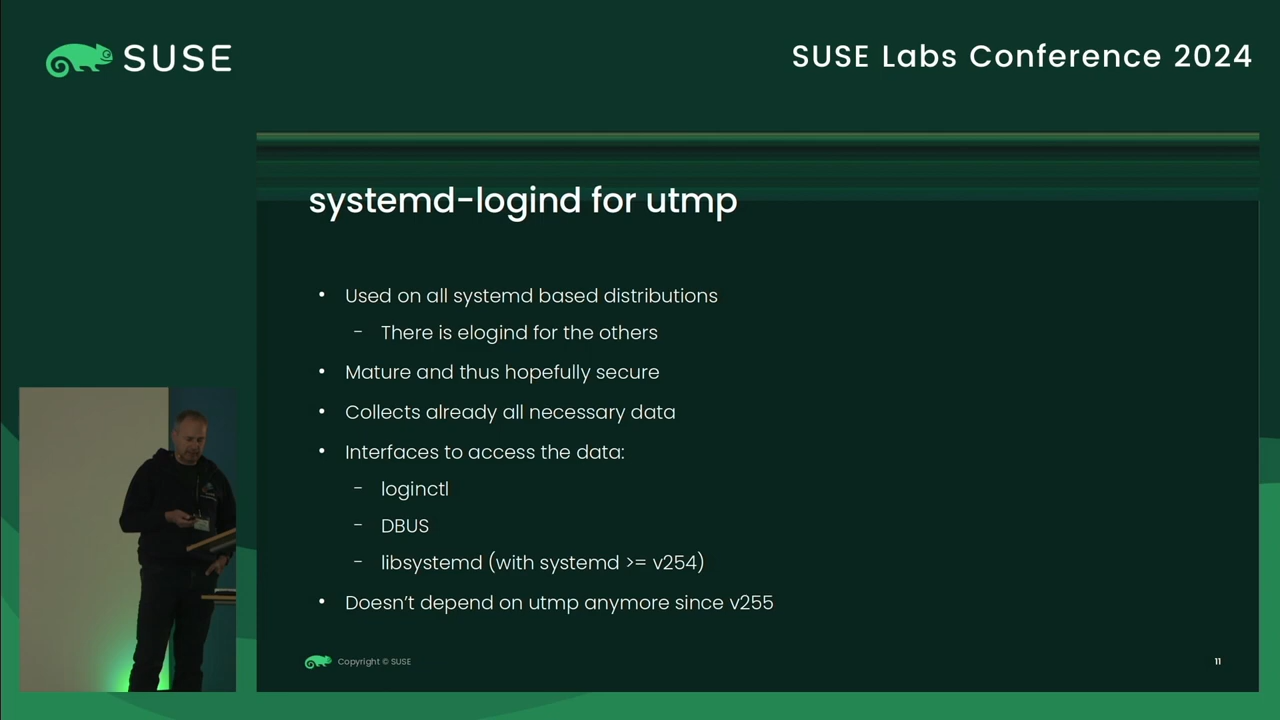 SUSE
SUSE Labs Conference 2024
systemd-logind for utmp
• Used on all systemd based distributions
– There is elogind for the others
• Mature and thus hopefully secure
• Collects already all necessary data
• Interfaces to access the data:
– loginctl
– DBUS
– libsystemd (with systemd >= v254)
• Doesn't depend on utmp anymore since v255
Copyright © SUSE
11